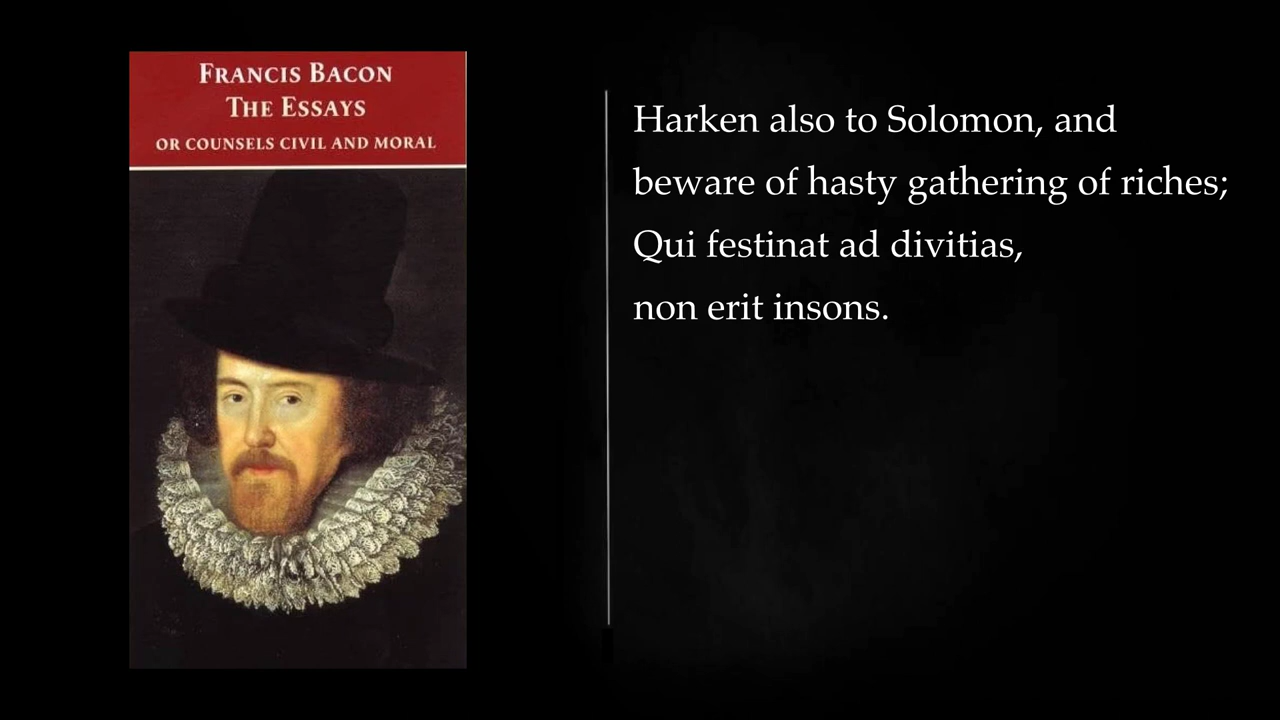 FRANCIS BACON
THE ESSAYS
OR COUNSELS CIVIL AND MORAL
Harken also to Solomon, and
beware of hasty gathering of riches;
Qui festinat ad divitias,
non erit insons.